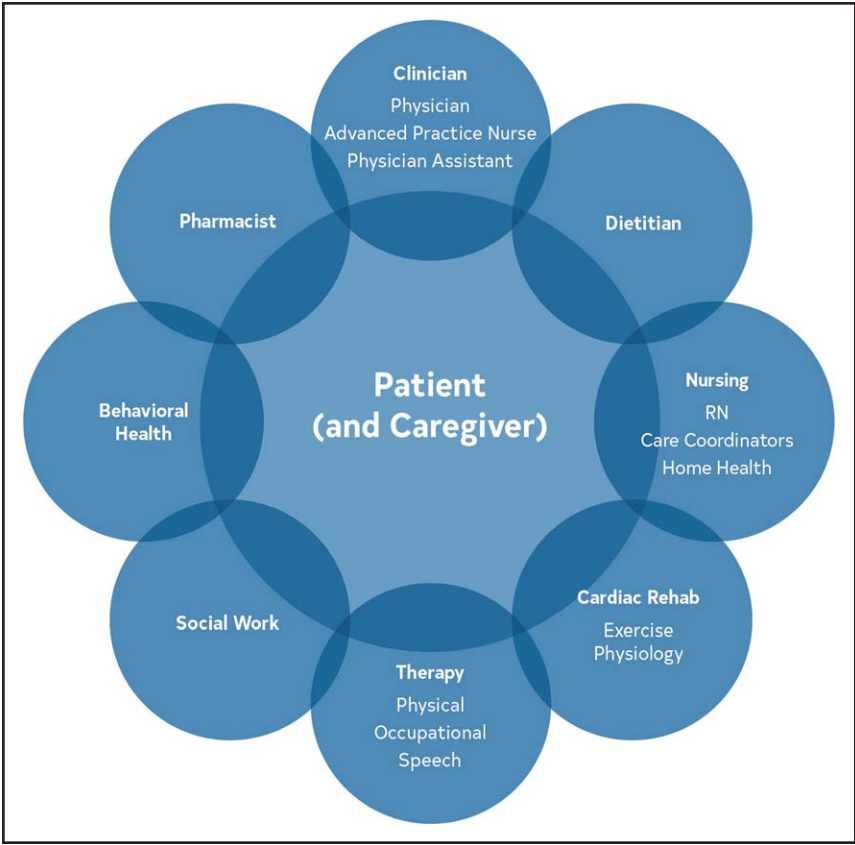 Clinician
Physician
Advanced Practice Nurse
Physician Assistant
Dietitian
Nursing
RN
Care Coordinators
Home Health
Cardiac Rehab
Exercise
Physiology
Therapy
Physical
Occupational
Speech
Social Work
Behavioral
Health
Pharmacist
Patient
(and Caregiver)